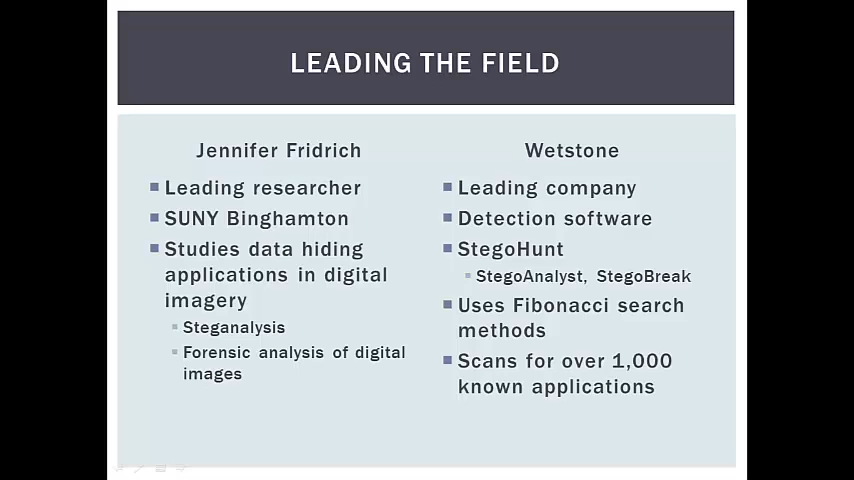 LEADING THE FIELD
Jennifer Fridrich
Leading researcher
SUNY Binghamton
Studies data hiding
applications in digital
imagery
Steganalysis
Forensic analysis of digital
images
Wetstone
Leading company
Detection software
StegoHunt
StegoAnalyst, StegoBreak
Uses Fibonacci search
methods
Scans for over 1,000
known applications